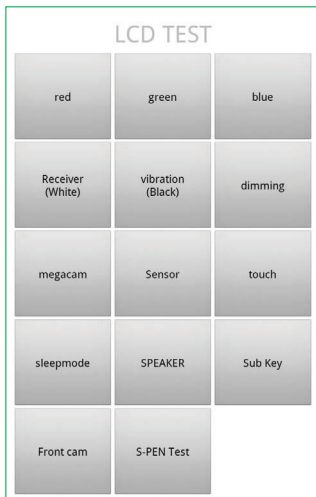 LCD TEST
red
green
blue
Receiver
(White)
vibration
(Black)
dimming
megacam
Sensor
touch
sleepmode
SPEAKER
Sub Key
Front cam
S-PEN Test